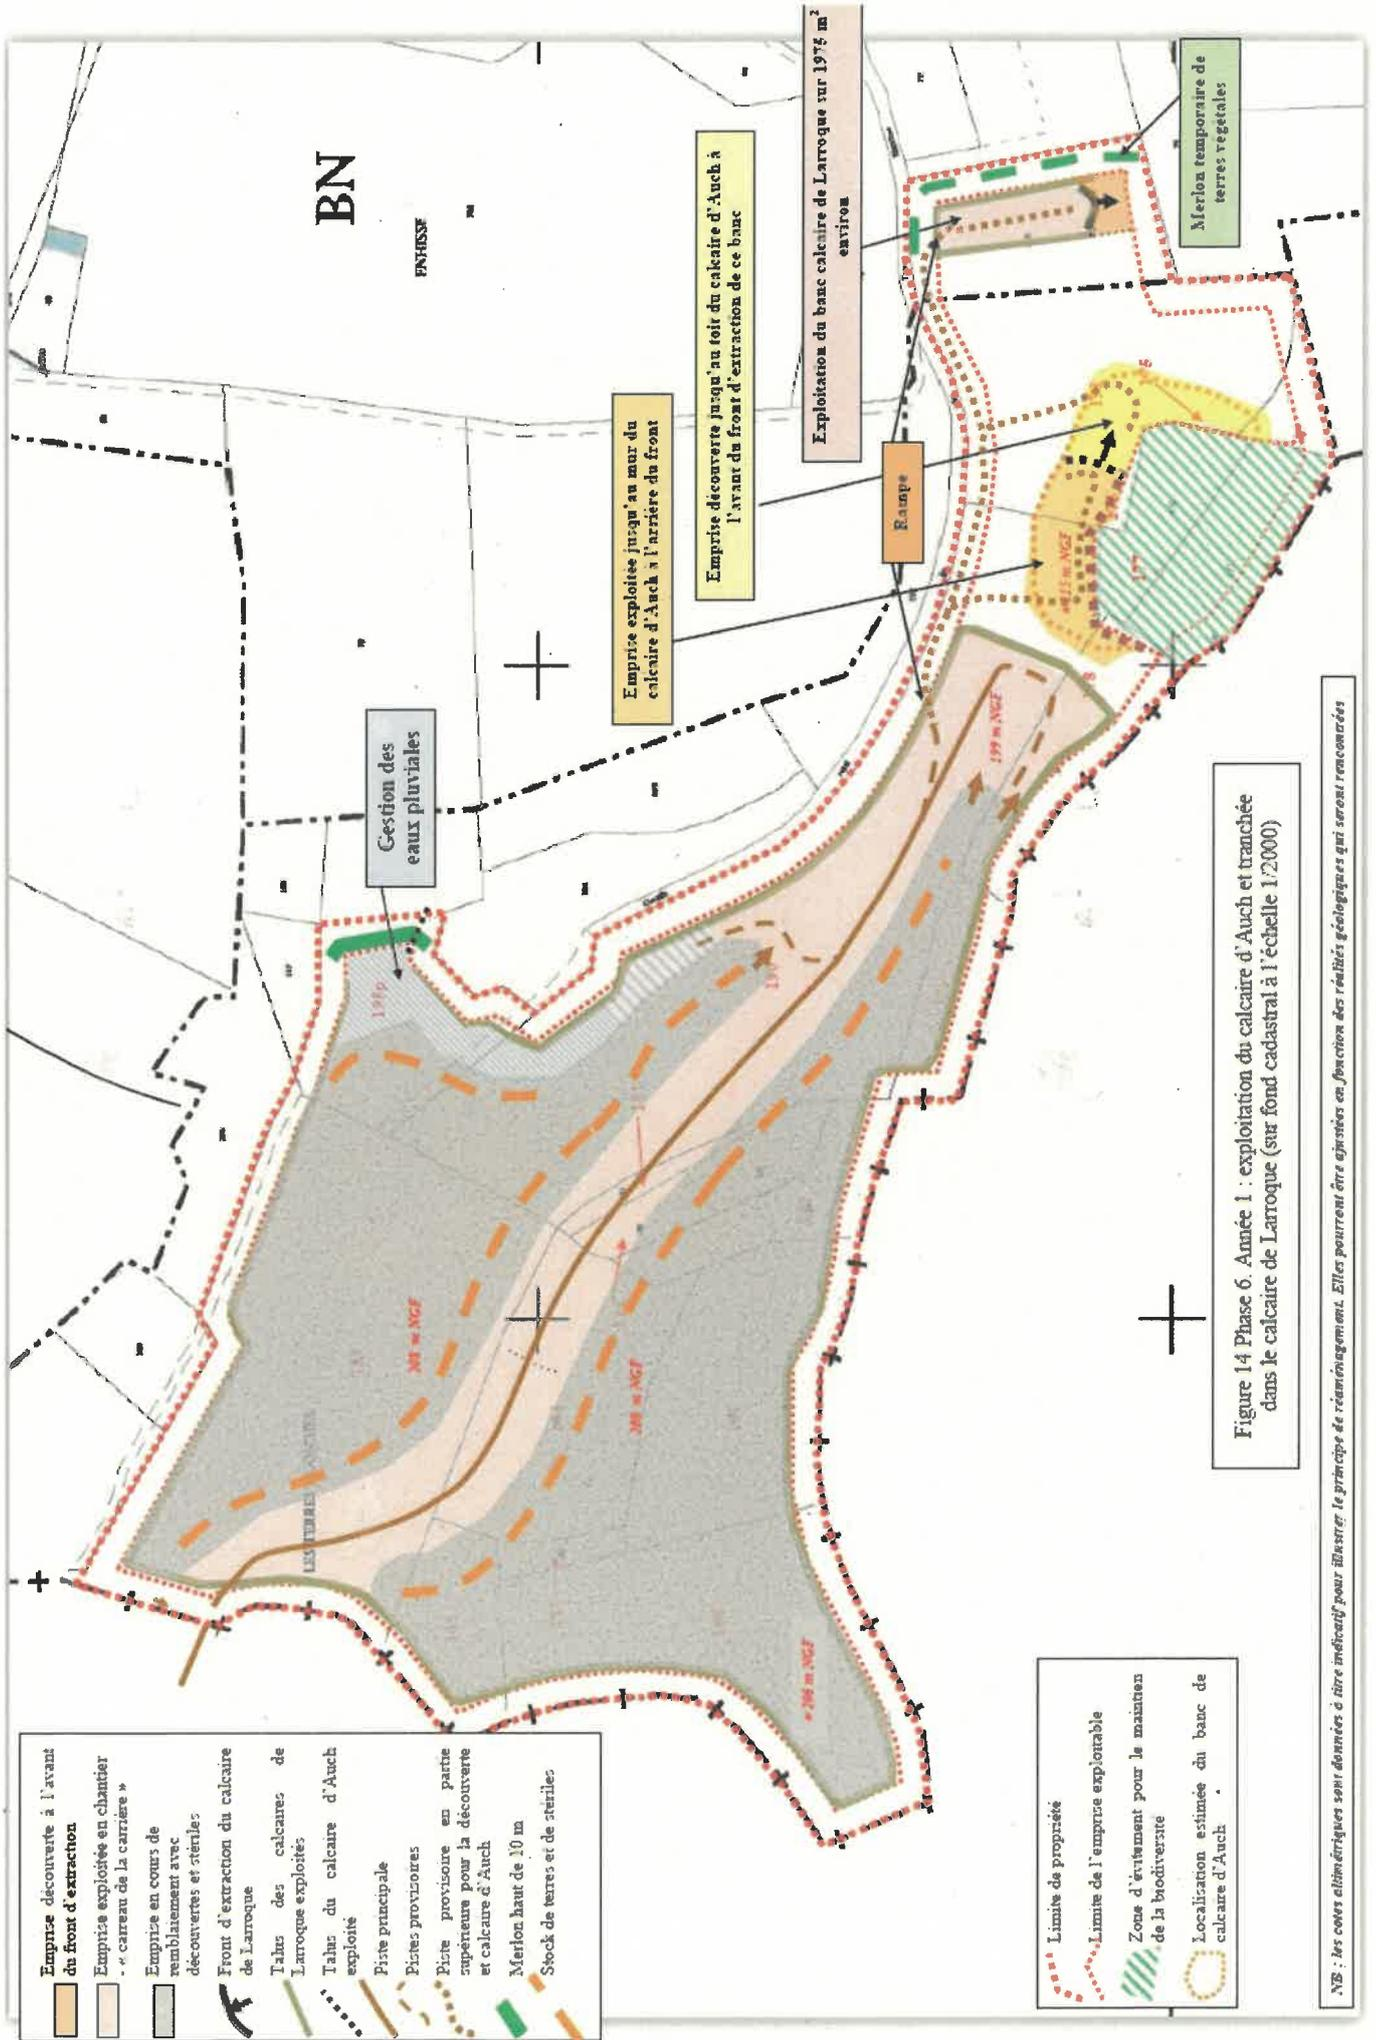 BN
ENHISSE
Gestion des
eaux pluviales
Emprise exploitée jusqu'au mur du
calcaire d'Auch à l'arrière du front
Emprise découverte jusqu'au toit du calcaire d'Auch à
l'avant du front d'extraction de ce banc
Exploitation du banc calcaire de Larroque sur 1975 m²
environ
Rampe
Merlon temporaire de
terres végétales
199 m NGF
208 m NGF
177
Emprise découverte à l'avant
du front d'extraction
Emprise exploitée en chantier
- « carreau de la carrière »
Emprise en cours de
remblaiement avec
découvertes et stériles
Front d'extraction du calcaire
de Larroque
Talus des calcaires de
Larroque exploités
Talus du calcaire d'Auch
exploité
Piste principale
Pistes provisoires
Piste provisoire en partie
supérieure pour la découverte
et calcaire d'Auch
Merlon haut de 10 m
Stock de terres et de stériles
Limite de propriété
Limite de l'emprise exploitable
Zone d'évitement pour le maintien
de la biodiversité
Localisation estimée du banc de
calcaire d'Auch
Figure 14 Phase 6. Année 1 : exploitation du calcaire d'Auch et tranchée
dans le calcaire de Larroque (sur fond cadastral à l'échelle 1/2000)
NB : les cotes altimétriques sont données à titre indicatif pour illustrer le principe de réaménagement. Elles pourront être ajustées en fonction des réalités géologiques qui seront rencontrées